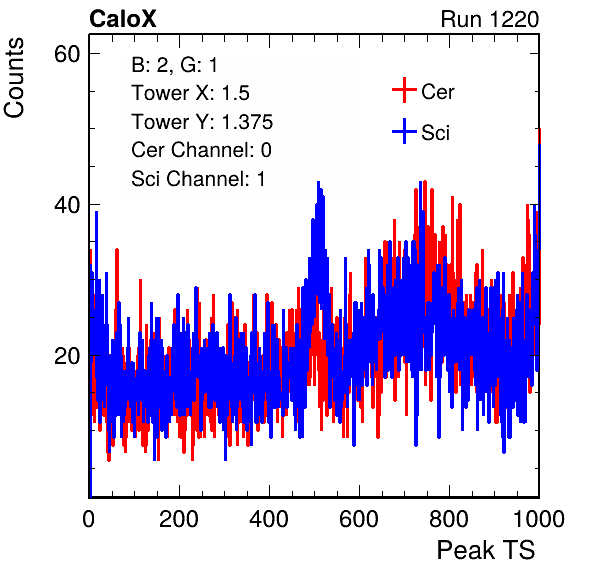 CaloX Run 1220
Counts
60
40
20
B: 2, G: 1
Tower X: 1.5
Tower Y: 1.375
Cer Channel: 0
Sci Channel: 1
Cer
Sci
0 200 400 600 800 1000
Peak TS